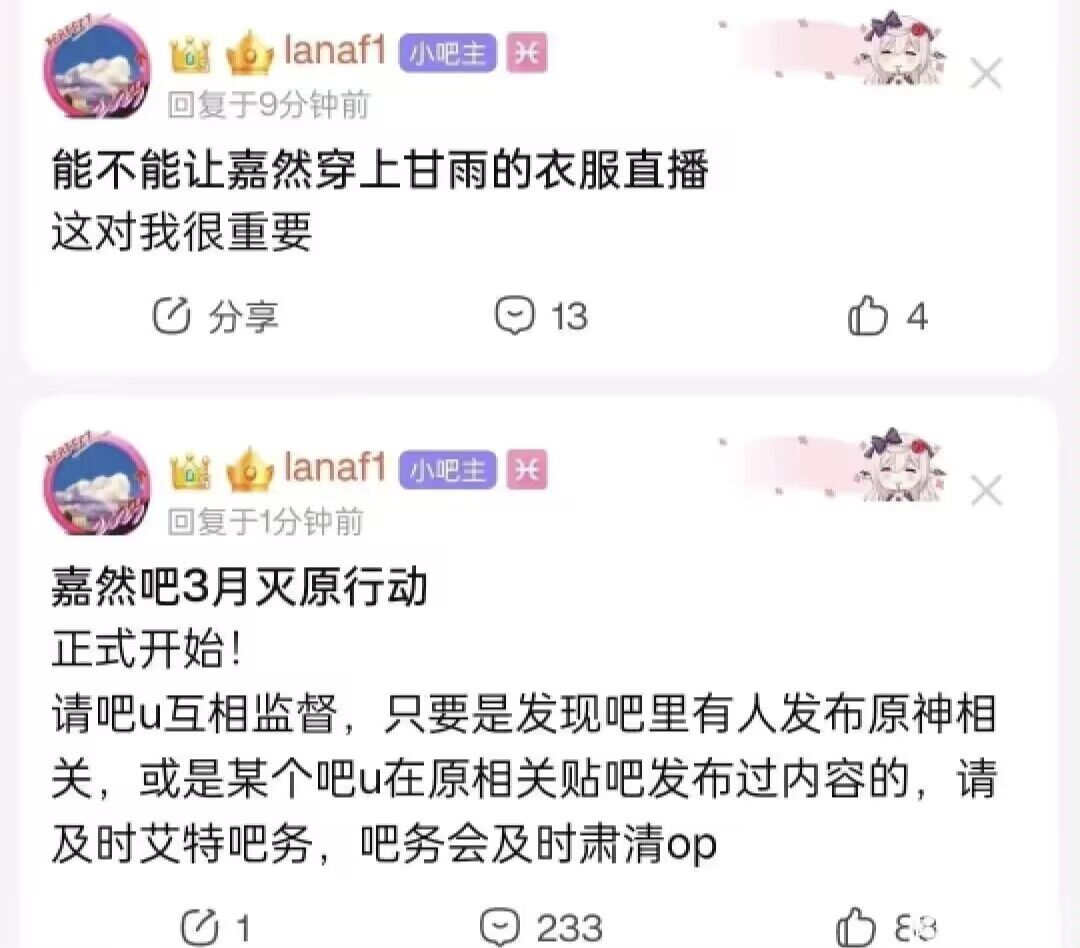 lanaf1 小吧主
回复于9分钟前
能不能让嘉然穿上甘雨的衣服直播
这对我很重要
分享 13 4
lanaf1 小吧主
回复于1分钟前
嘉然吧3月灭原行动
正式开始！
请吧u互相监督，只要是发现吧里有人发布原神相
关，或是某个吧u在原相关贴吧发布过内容的，请
及时艾特吧务，吧务会及时肃清op
1 233